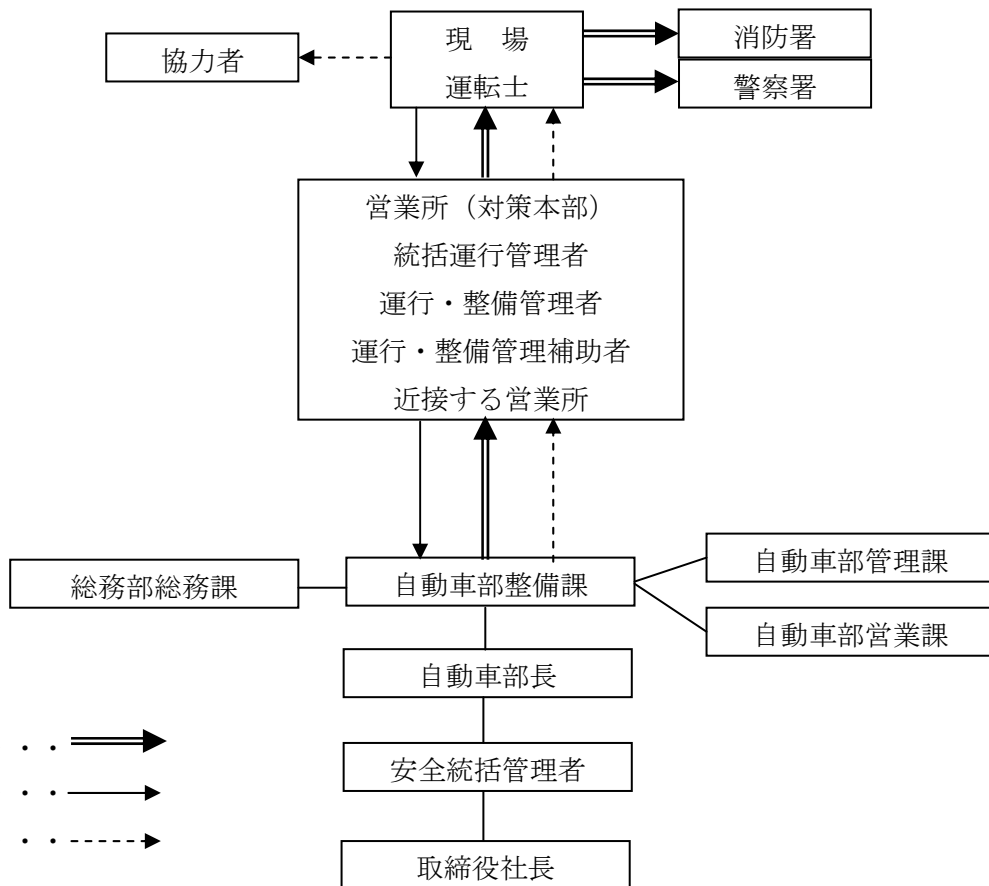 協力者
現 場
運転士
消防署
警察署
営業所（対策本部）
統括運行管理者
運行・整備管理者
運行・整備管理補助者
近接する営業所
総務部総務課
自動車部整備課
自動車部管理課
自動車部営業課
自動車部長
安全統括管理者
取締役社長
・・
・・
・・